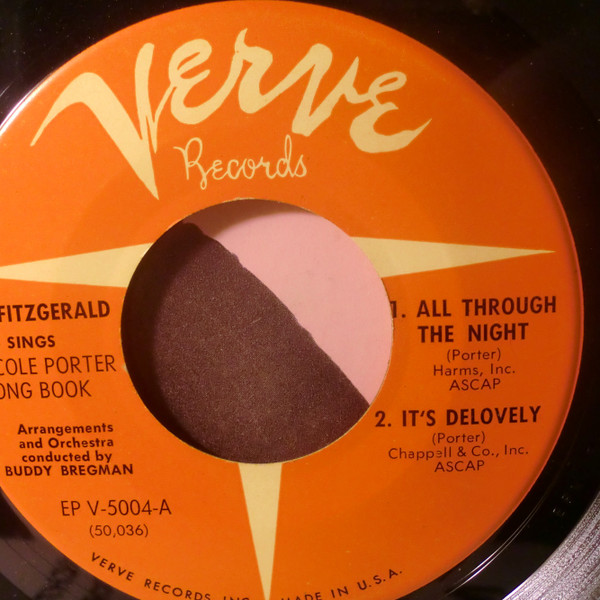 Verve
Records
FITZGERALD
SINGS
COLE PORTER
ONG BOOK
Arrangements
and Orchestra
conducted by
BUDDY BREGMAN
EP V-5004-A
(50,036)
1. ALL THROUGH
THE NIGHT
(Porter)
Harms, Inc.
ASCAP
2. IT'S DELOVELY
(Porter)
Chappell & Co., Inc.
ASCAP
VERVE RECORDS INC. MADE IN U.S.A.